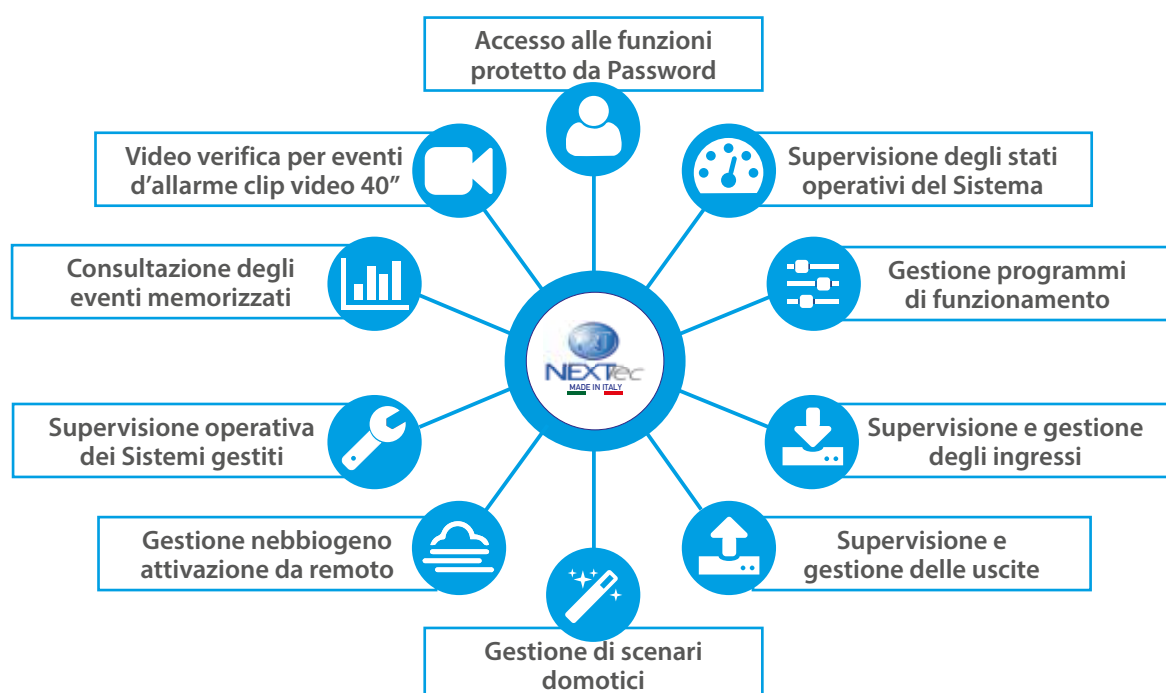 Accesso alle funzioni
protetto da Password
Video verifica per eventi
d'allarme clip video 40”
Supervisione degli stati
operativi del Sistema
Consultazione degli
eventi memorizzati
Gestione programmi
di funzionamento
NEXTtec
MADE IN ITALY
Supervisione operativa
dei Sistemi gestiti
Supervisione e gestione
degli ingressi
Gestione nebbiogeno
attivazione da remoto
Supervisione e
gestione delle uscite
Gestione di scenari
domotici